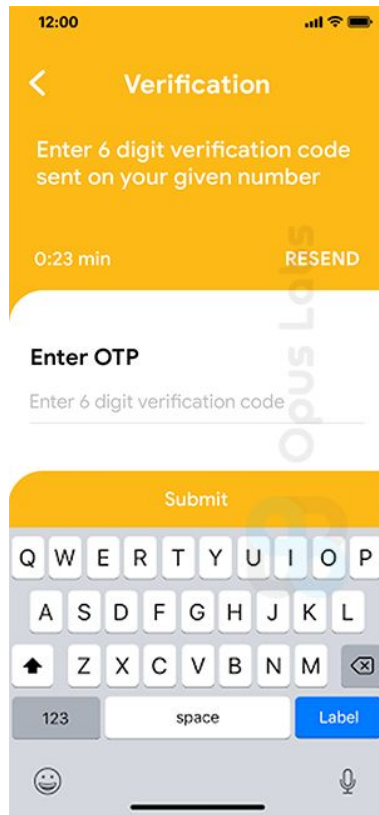 12:00
Verification
Enter 6 digit verification code
sent on your given number
0:23 min RESEND
Enter OTP
Enter 6 digit verification code
Opus Labs
Submit
Q W E R T Y U I O P
A S D F G H J K L
Z X C V B N M
123 space Label